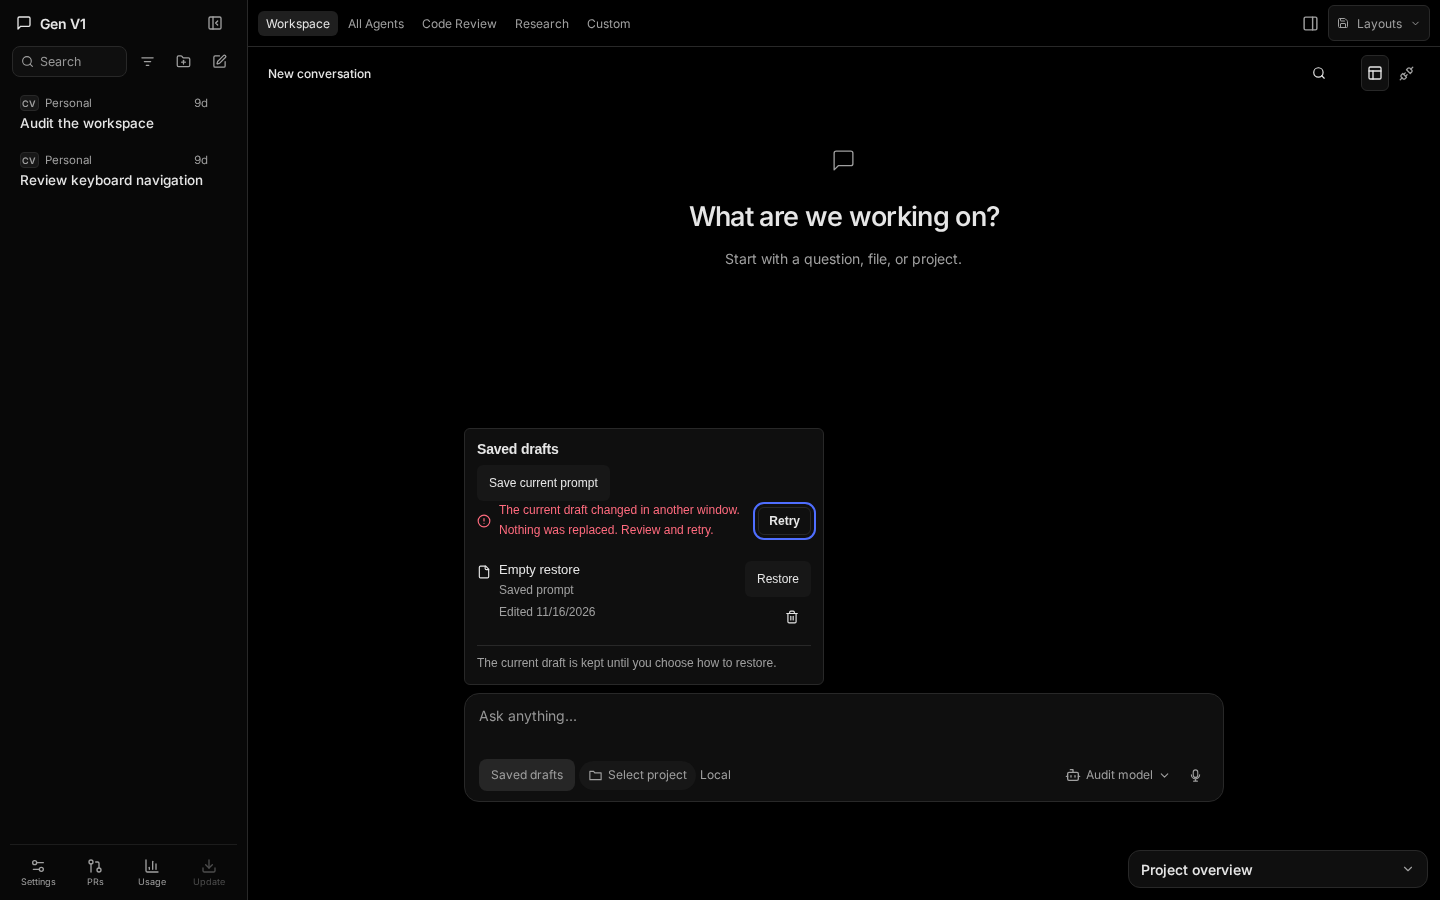 Gen V1
Search
CV Personal 9d
Audit the workspace
CV Personal 9d
Review keyboard navigation
Settings PRs Usage Update
Workspace All Agents Code Review Research Custom
Layouts
New conversation
What are we working on?
Start with a question, file, or project.
Saved drafts
Save current prompt
The current draft changed in another window.
Nothing was replaced. Review and retry.
Retry
Empty restore
Saved prompt
Edited 11/16/2026
Restore
The current draft is kept until you choose how to restore.
Ask anything...
Saved drafts Select project Local
Audit model
Project overview